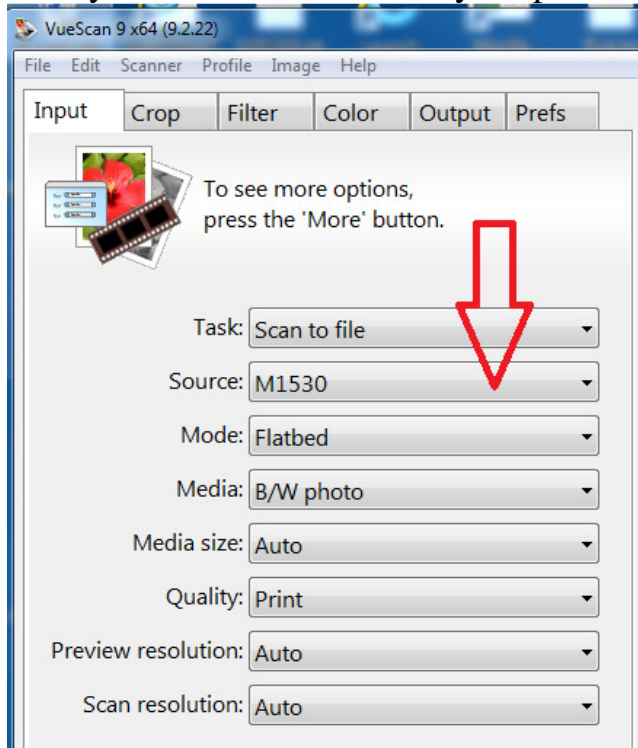 VueScan 9 x64 (9.2.22)
File Edit Scanner Profile Image Help
Input Crop Filter Color Output Prefs
To see more options,
press the 'More' button.
Task: Scan to file
Source: M1530
Mode: Flatbed
Media: B/W photo
Media size: Auto
Quality: Print
Preview resolution: Auto
Scan resolution: Auto